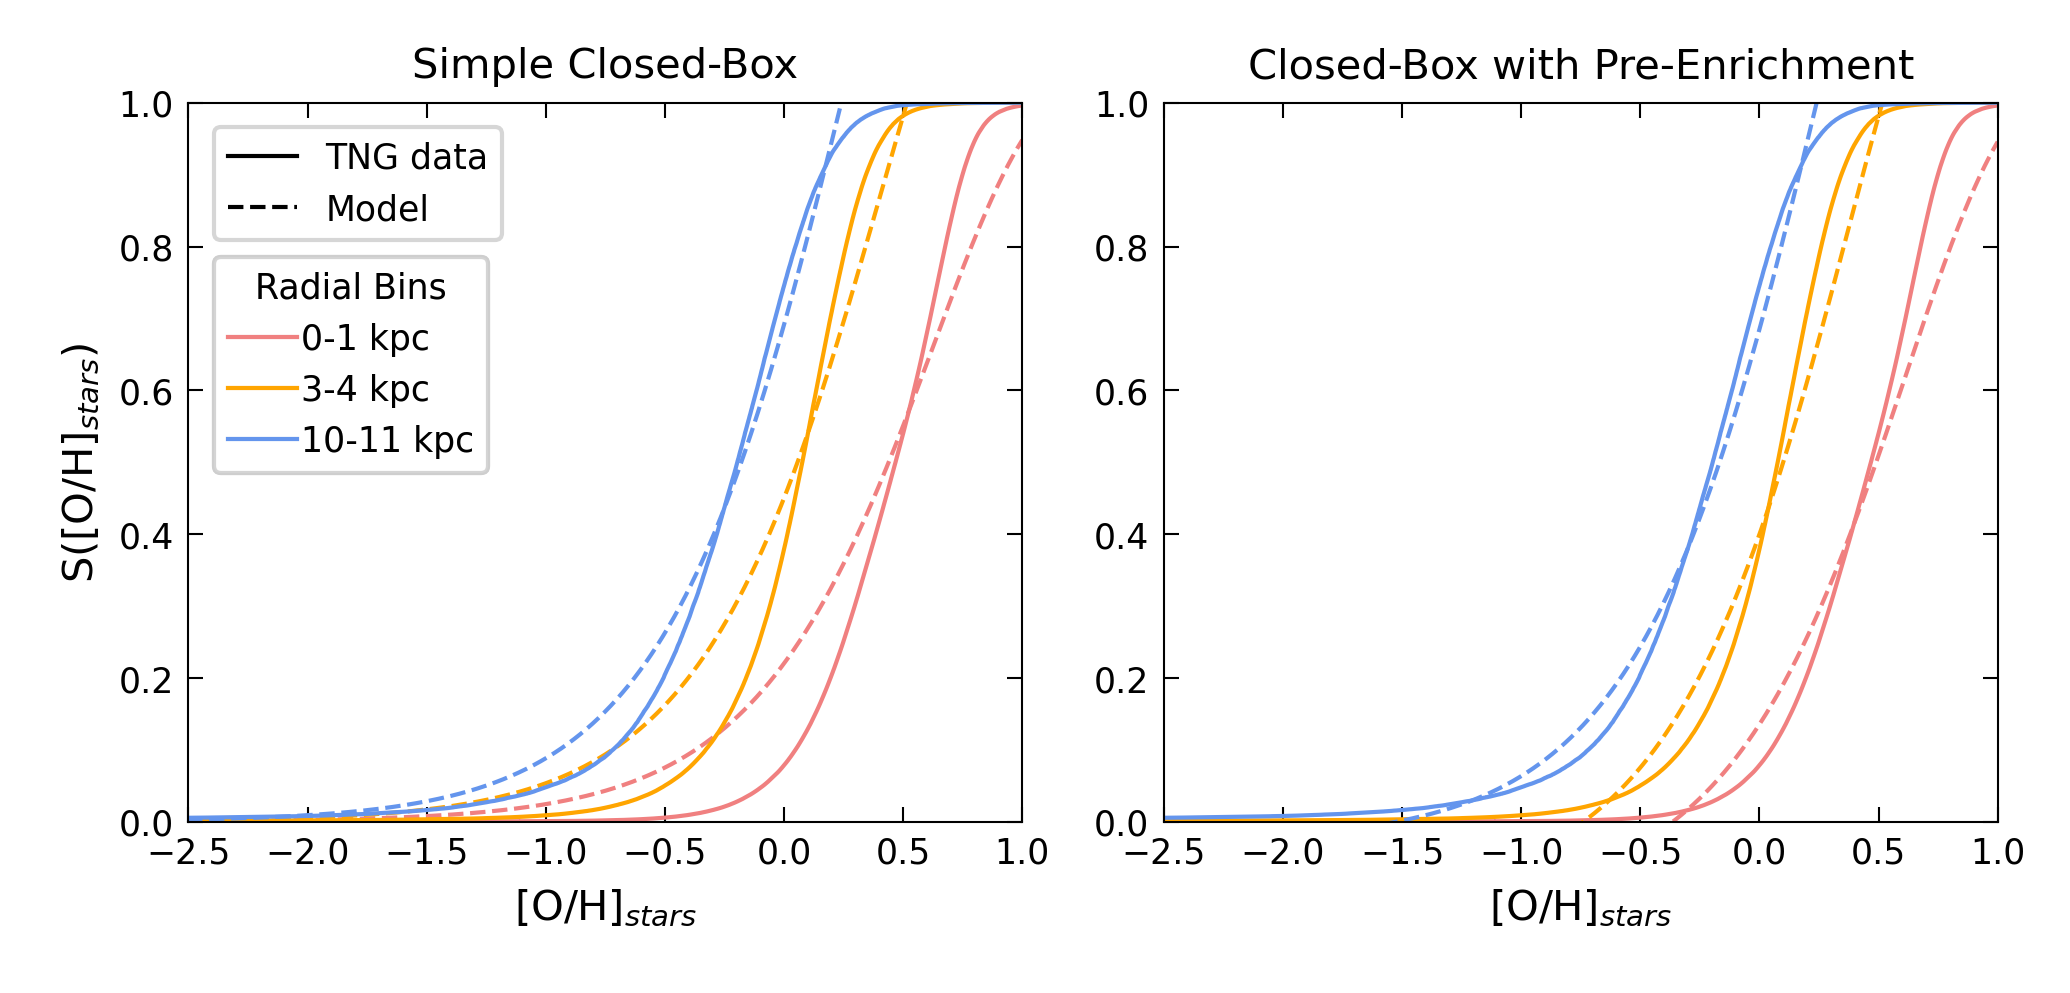 Simple Closed-Box
Closed-Box with Pre-Enrichment
S([O/H]stars)
1.0
0.8
0.6
0.4
0.2
0.0
TNG data
Model
Radial Bins
0-1 kpc
3-4 kpc
10-11 kpc
−2.5 −2.0 −1.5 −1.0 −0.5 0.0 0.5 1.0
[O/H]stars
1.0
0.8
0.6
0.4
0.2
0.0
−2.5 −2.0 −1.5 −1.0 −0.5 0.0 0.5 1.0
[O/H]stars